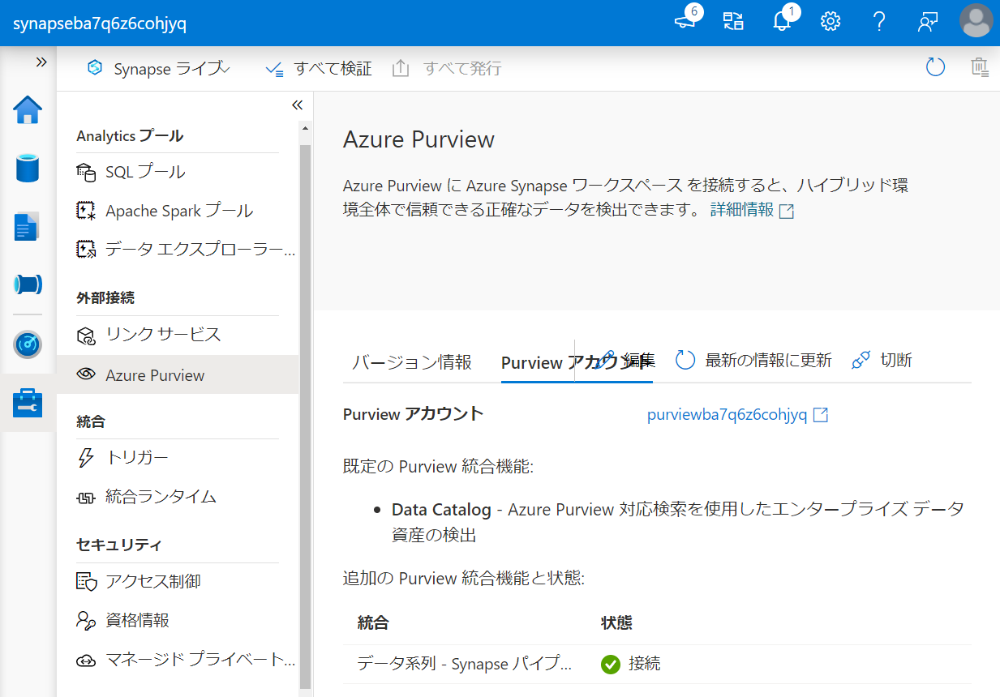 synapseba7q6z6cohjyq
6
1
Synapse ライブ
すべて検証
すべて発行
Analytics プール
SQL プール
Apache Spark プール
データ エクスプローラー...
外部接続
リンク サービス
Azure Purview
統合
トリガー
統合ランタイム
セキュリティ
アクセス制御
資格情報
マネージド プライベート...
Azure Purview
Azure Purview に Azure Synapse ワークスペース を接続すると、ハイブリッド環
境全体で信頼できる正確なデータを検出できます。 詳細情報
バージョン情報
Purview アカウント
編集
最新の情報に更新
切断
Purview アカウント
purviewba7q6z6cohjyq
既定の Purview 統合機能:
• Data Catalog - Azure Purview 対応検索を使用したエンタープライズ データ
資産の検出
追加の Purview 統合機能と状態:
統合 状態
データ系列 - Synapse パイプ... 接続